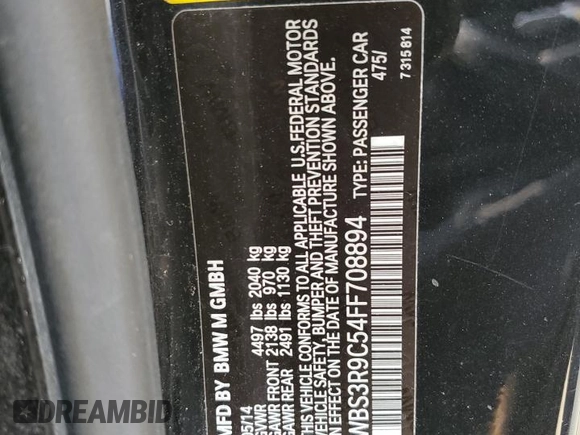 MFD BY BMW M GMBH
05/14
GVWR 4497 lbs 2040 kg
GAWR FRONT 2138 lbs 970 kg
GAWR REAR 2491 lbs 1130 kg
CONFORMS TO ALL APPLICABLE U.S.FEDERAL MOTOR
VEHICLE SAFETY, BUMPER AND THEFT PREVENTION STANDARDS
IN EFFECT ON THE DATE OF MANUFACTURE SHOWN ABOVE.
WBS3R9C54FF708894 TYPE: PASSENGER CAR
475/
7 315 814
DREAMBID